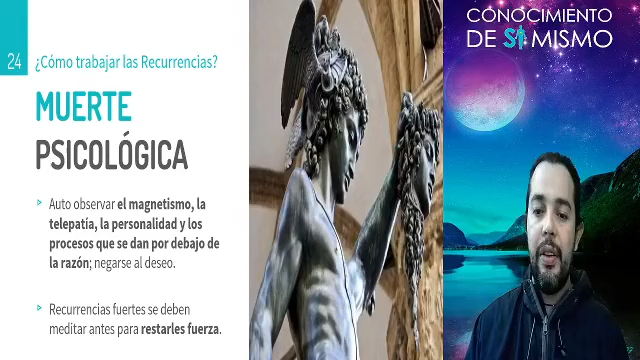 24
¿Cómo trabajar las Recurrencias?
MUERTE
PSICOLÓGICA
Auto observar el magnetismo, la
telepatía, la personalidad y los
procesos que se dan por debajo de
la razón; negarse al deseo.
Recurrencias fuertes se deben
meditar antes para restarles fuerza.
CONOCIMIENTO
DE SÍ MISMO